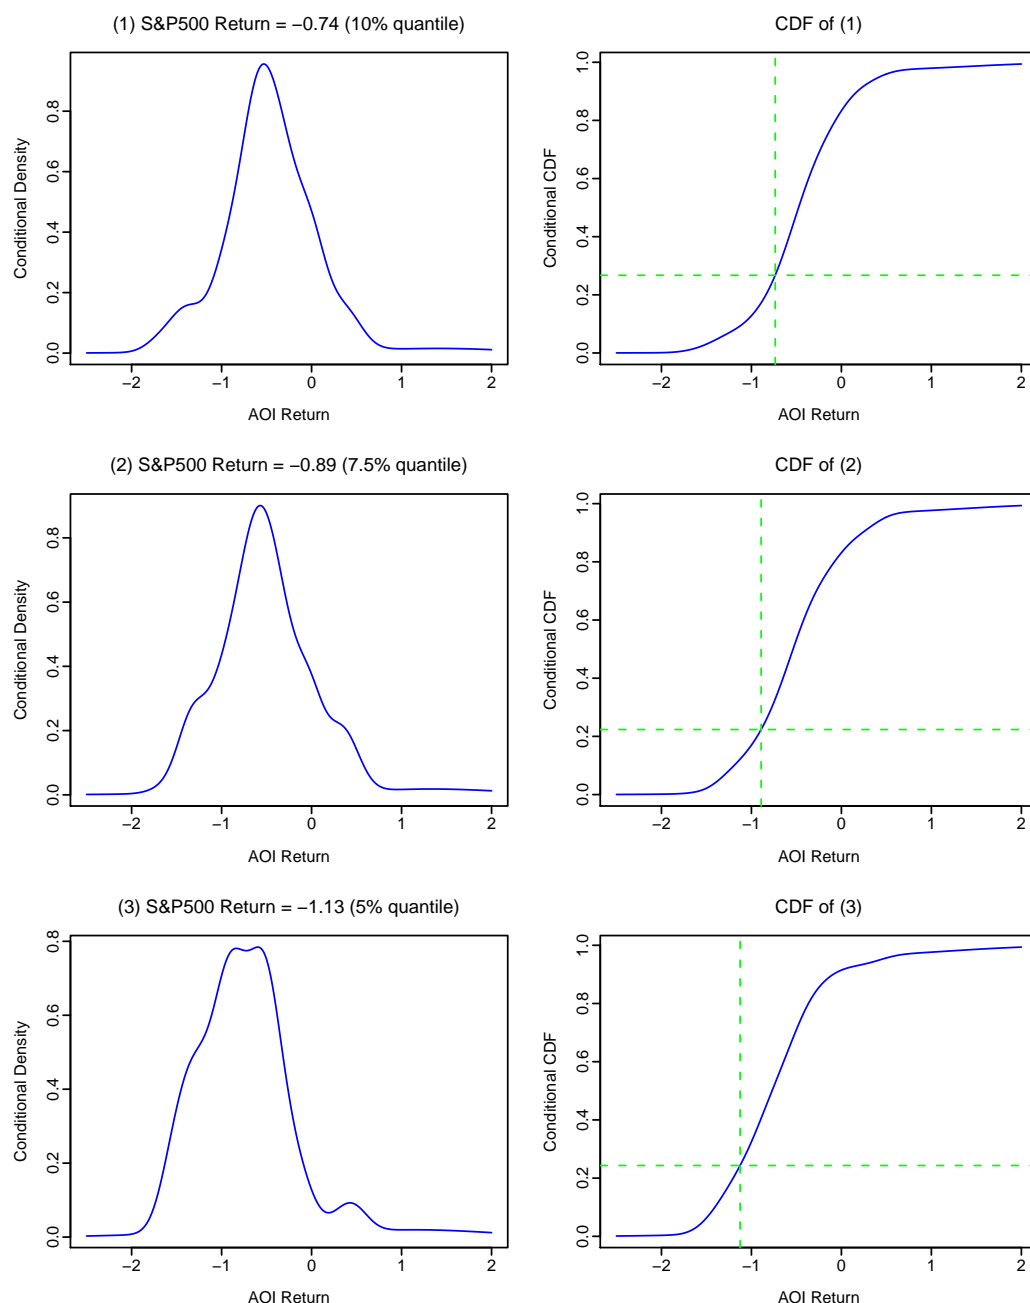 (1) S&P500 Return = −0.74 (10% quantile)
CDF of (1)
Conditional Density
0.0 0.2 0.4 0.6 0.8
−2 −1 0 1 2
AOI Return
Conditional CDF
0.0 0.2 0.4 0.6 0.8 1.0
−2 −1 0 1 2
AOI Return
(2) S&P500 Return = −0.89 (7.5% quantile)
CDF of (2)
Conditional Density
0.0 0.2 0.4 0.6 0.8
−2 −1 0 1 2
AOI Return
Conditional CDF
0.0 0.2 0.4 0.6 0.8 1.0
−2 −1 0 1 2
AOI Return
(3) S&P500 Return = −1.13 (5% quantile)
CDF of (3)
Conditional Density
0.0 0.2 0.4 0.6 0.8
−2 −1 0 1 2
AOI Return
Conditional CDF
0.0 0.2 0.4 0.6 0.8 1.0
−2 −1 0 1 2
AOI Return